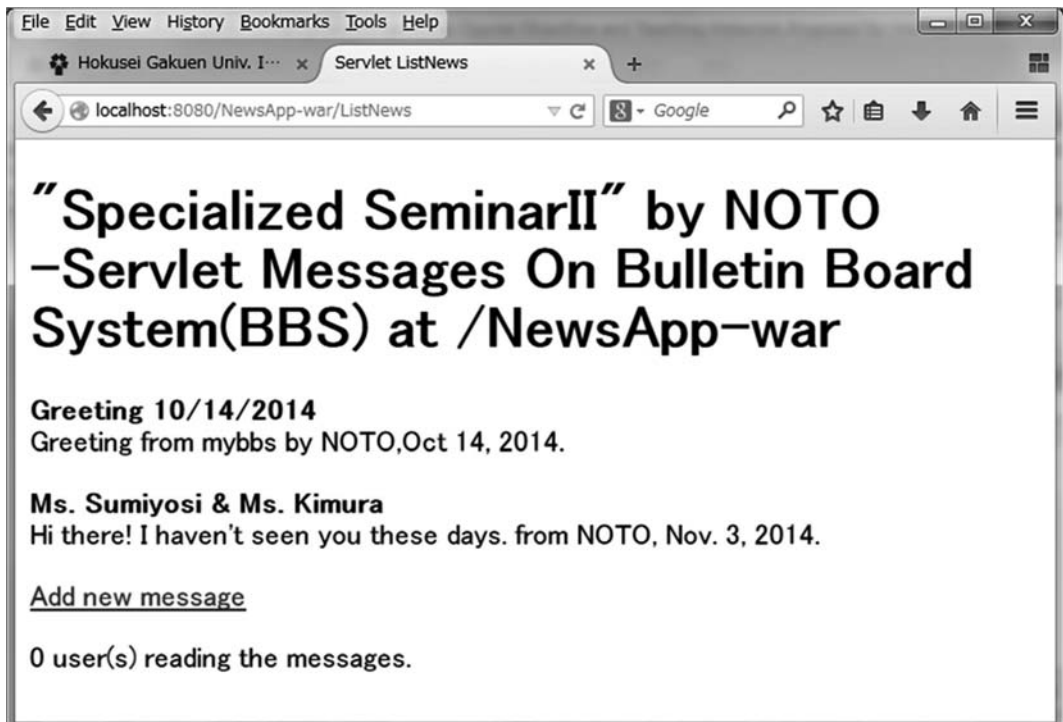 File Edit View History Bookmarks Tools Help
Hokusei Gakuen Univ. I… Servlet ListNews
localhost:8080/NewsApp-war/ListNews Google
"Specialized SeminarII" by NOTO
-Servlet Messages On Bulletin Board
System(BBS) at /NewsApp-war
Greeting 10/14/2014
Greeting from mybbs by NOTO,Oct 14, 2014.
Ms. Sumiyosi & Ms. Kimura
Hi there! I haven't seen you these days. from NOTO, Nov. 3, 2014.
Add new message
0 user(s) reading the messages.